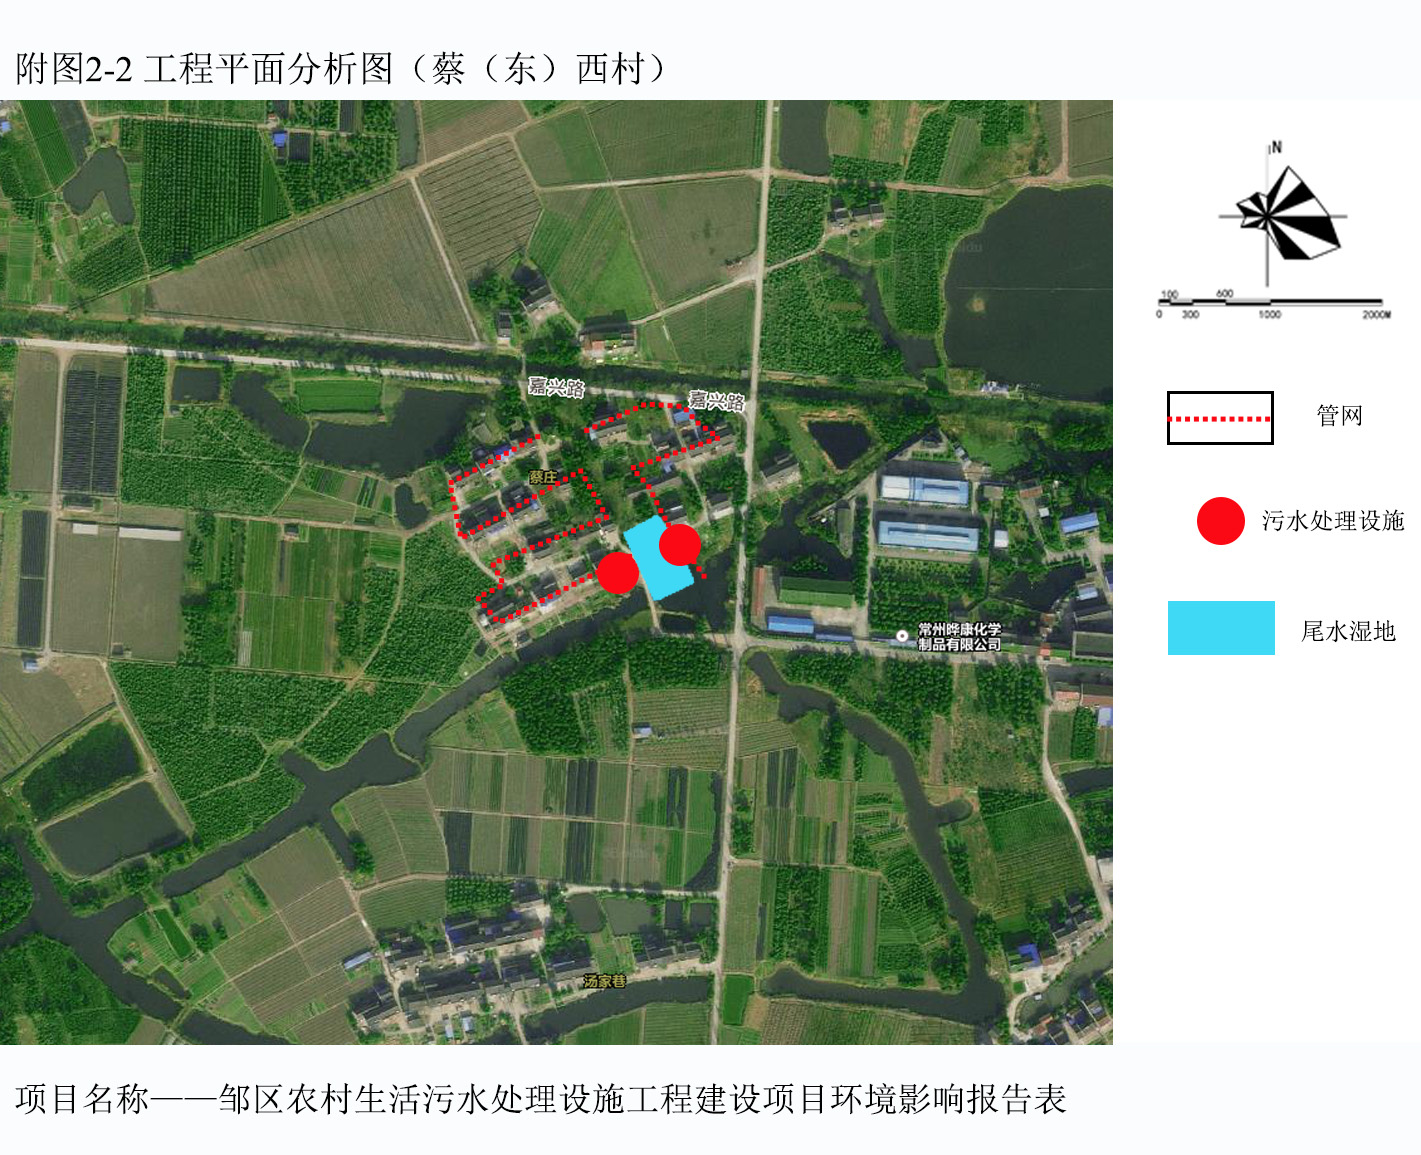 附图2-2 工程平面分析图（蔡（东）西村）
N
100 600
0 300 1000 2000M
嘉兴路
嘉兴路
管网
蔡庄
污水处理设施
常州晔康化学
制品有限公司
尾水湿地
汤家巷
项目名称——邹区农村生活污水处理设施工程建设项目环境影响报告表